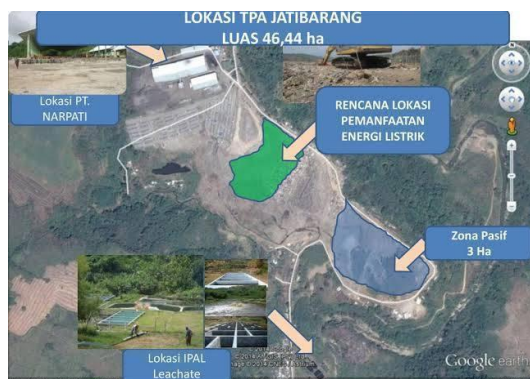 LOKASI TPA JATIBARANG
LUAS 46,44 ha
Lokasi PT.
NARPATI
RENCANA LOKASI
PEMANFAATAN
ENERGI LISTRIK
Zona Pasif
3 Ha
Lokasi IPAL
Leachate
Google earth